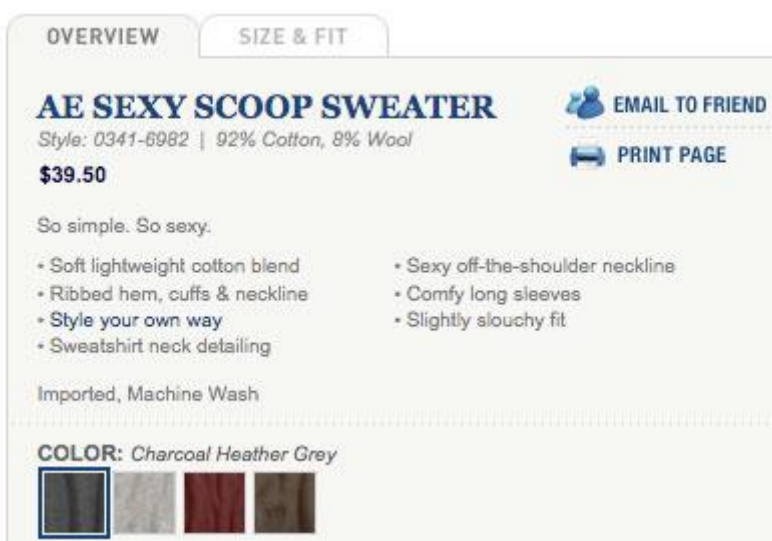 OVERVIEW
SIZE & FIT
AE SEXY SCOOP SWEATER
Style: 0341-6982 | 92% Cotton, 8% Wool
$39.50
EMAIL TO FRIEND
PRINT PAGE
So simple. So sexy.
• Soft lightweight cotton blend
• Ribbed hem, cuffs & neckline
• Style your own way
• Sweatshirt neck detailing
• Sexy off-the-shoulder neckline
• Comfy long sleeves
• Slightly slouchy fit
Imported, Machine Wash
COLOR: Charcoal Heather Grey